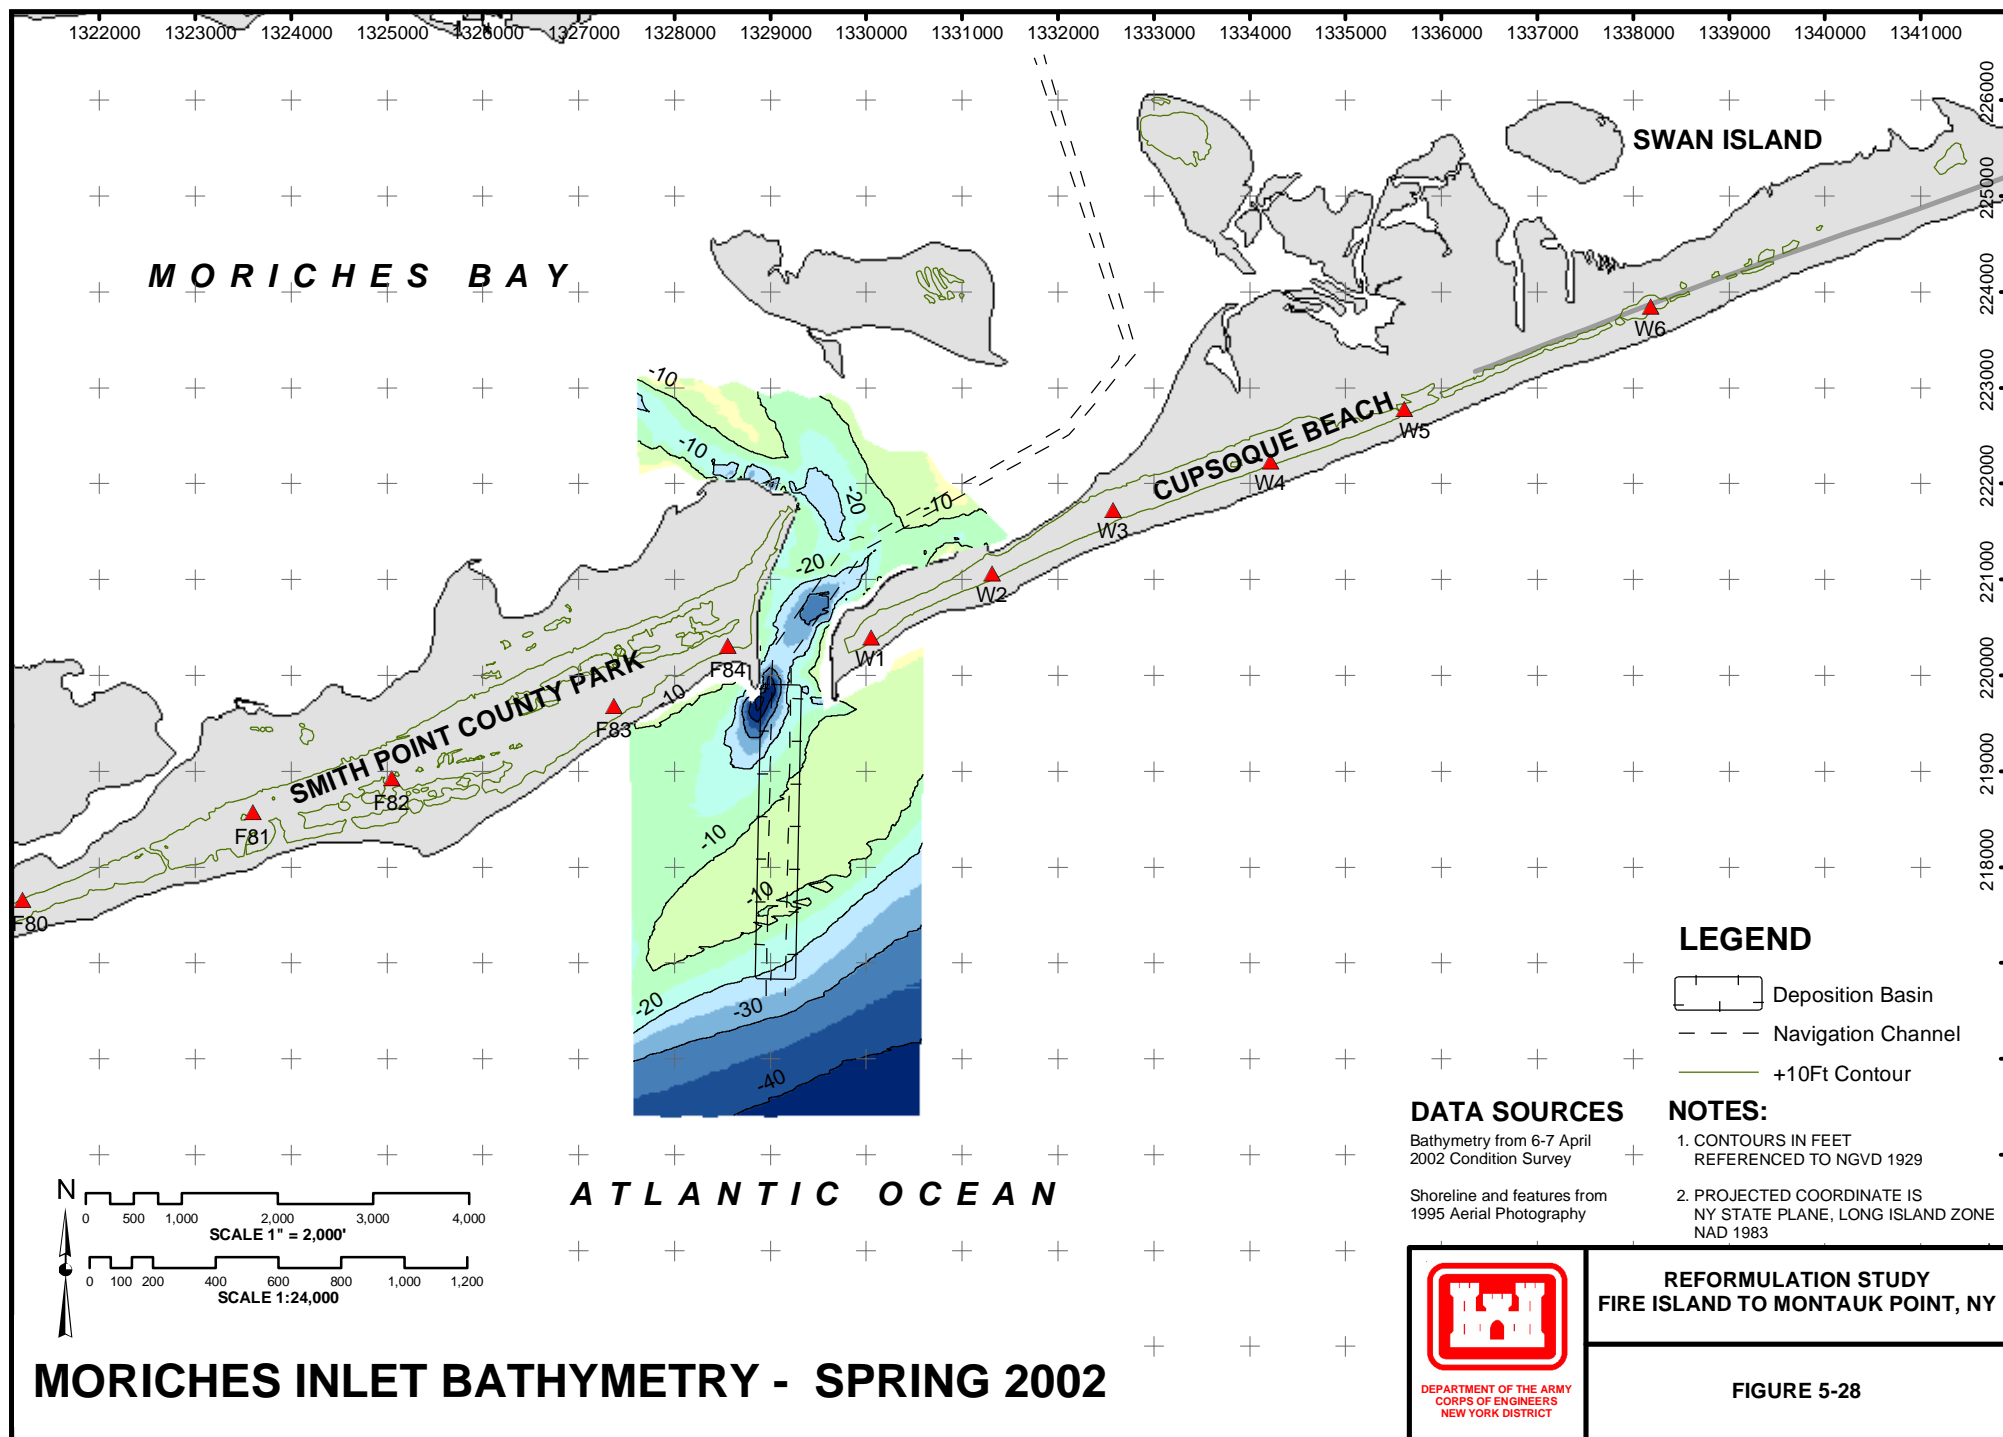 1322000 1323000 1324000 1325000 1326000 1327000 1328000 1329000 1330000 1331000 1332000 1333000 1334000 1335000 1336000 1337000 1338000 1339000 1340000 1341000
226000
225000
224000
223000
222000
221000
220000
219000
218000
SWAN ISLAND
MORICHES BAY
-10
-10
-20
-10
-20
10
-10
-10
-20
-30
-40
CUPSOQUE BEACH
SMITH POINT COUNTY PARK
W6
W5
W4
W3
W2
W1
F84
F83
F82
F81
F80
ATLANTIC OCEAN
LEGEND
Deposition Basin
Navigation Channel
+10Ft Contour
DATA SOURCES
Bathymetry from 6-7 April
2002 Condition Survey
Shoreline and features from
1995 Aerial Photography
NOTES:
1. CONTOURS IN FEET
REFERENCED TO NGVD 1929
2. PROJECTED COORDINATE IS
NY STATE PLANE, LONG ISLAND ZONE
NAD 1983
N
0 500 1,000 2,000 3,000 4,000
SCALE 1" = 2,000'
0 100 200 400 600 800 1,000 1,200
SCALE 1:24,000
MORICHES INLET BATHYMETRY - SPRING 2002
DEPARTMENT OF THE ARMY
CORPS OF ENGINEERS
NEW YORK DISTRICT
REFORMULATION STUDY
FIRE ISLAND TO MONTAUK POINT, NY
FIGURE 5-28